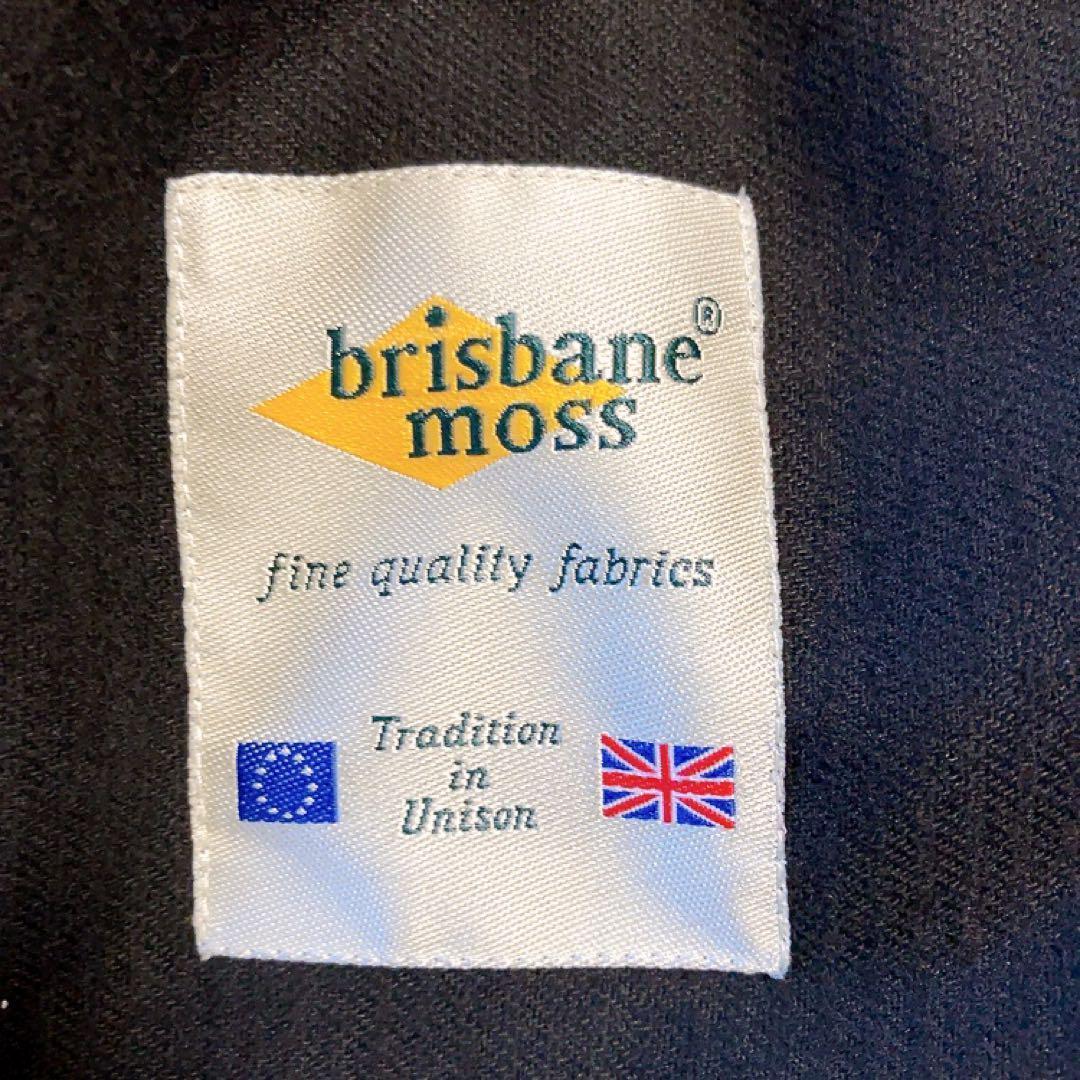 brisbane®
moss
fine quality fabrics
Tradition
in
Unison